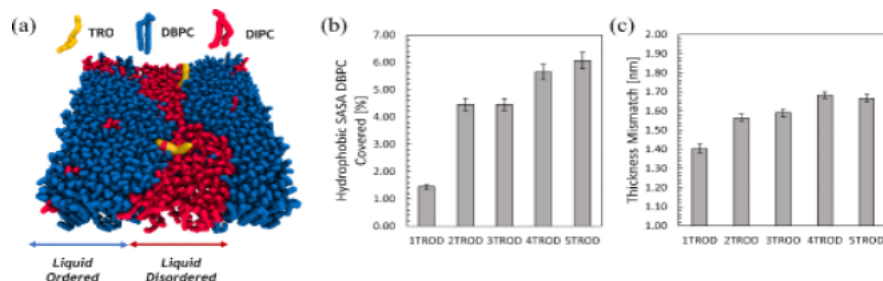 (a)
TRO
DBPC
DIPC
Liquid
Ordered
Liquid
Disordered
(b)
Hydrophobic SASA DBPC
Covered [%]
7.00
6.00
5.00
4.00
3.00
2.00
1.00
0.00
1TROD 2TROD 3TROD 4TROD 5TROD
(c)
Thickness Mismatch [nm]
2.00
1.90
1.80
1.70
1.60
1.50
1.40
1.30
1.20
1.10
1.00
1TROD 2TROD 3TROD 4TROD 5TROD